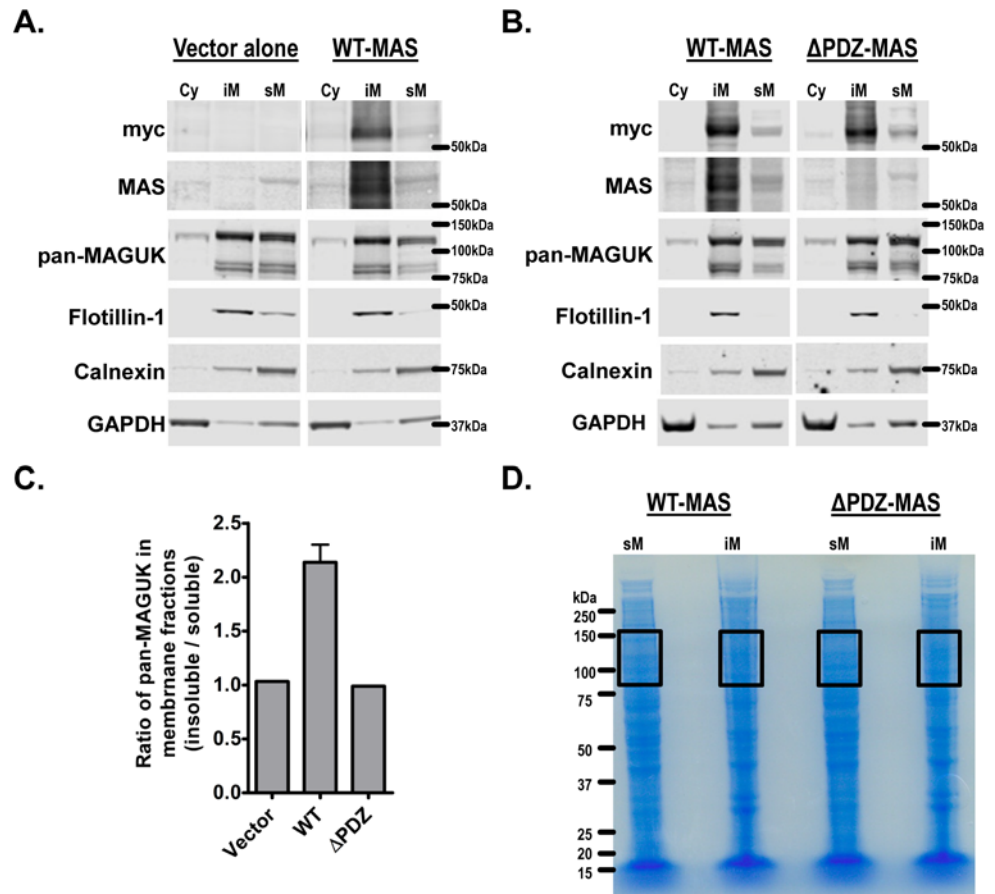 A.
Vector alone WT-MAS
Cy iM sM Cy iM sM
myc
50kDa
MAS
50kDa
pan-MAGUK
150kDa
100kDa
75kDa
Flotillin-1
50kDa
Calnexin
75kDa
GAPDH
37kDa
B.
WT-MAS ΔPDZ-MAS
Cy iM sM Cy iM sM
myc
50kDa
MAS
50kDa
pan-MAGUK
150kDa
100kDa
75kDa
Flotillin-1
50kDa
Calnexin
75kDa
GAPDH
37kDa
C.
Ratio of pan-MAGUK in
membrnane fractions
(insoluble / soluble)
2.5
2.0
1.5
1.0
0.5
0.0
Vector WT ΔPDZ
D.
WT-MAS ΔPDZ-MAS
sM iM sM iM
kDa
250
150
100
75
50
37
25
20
15